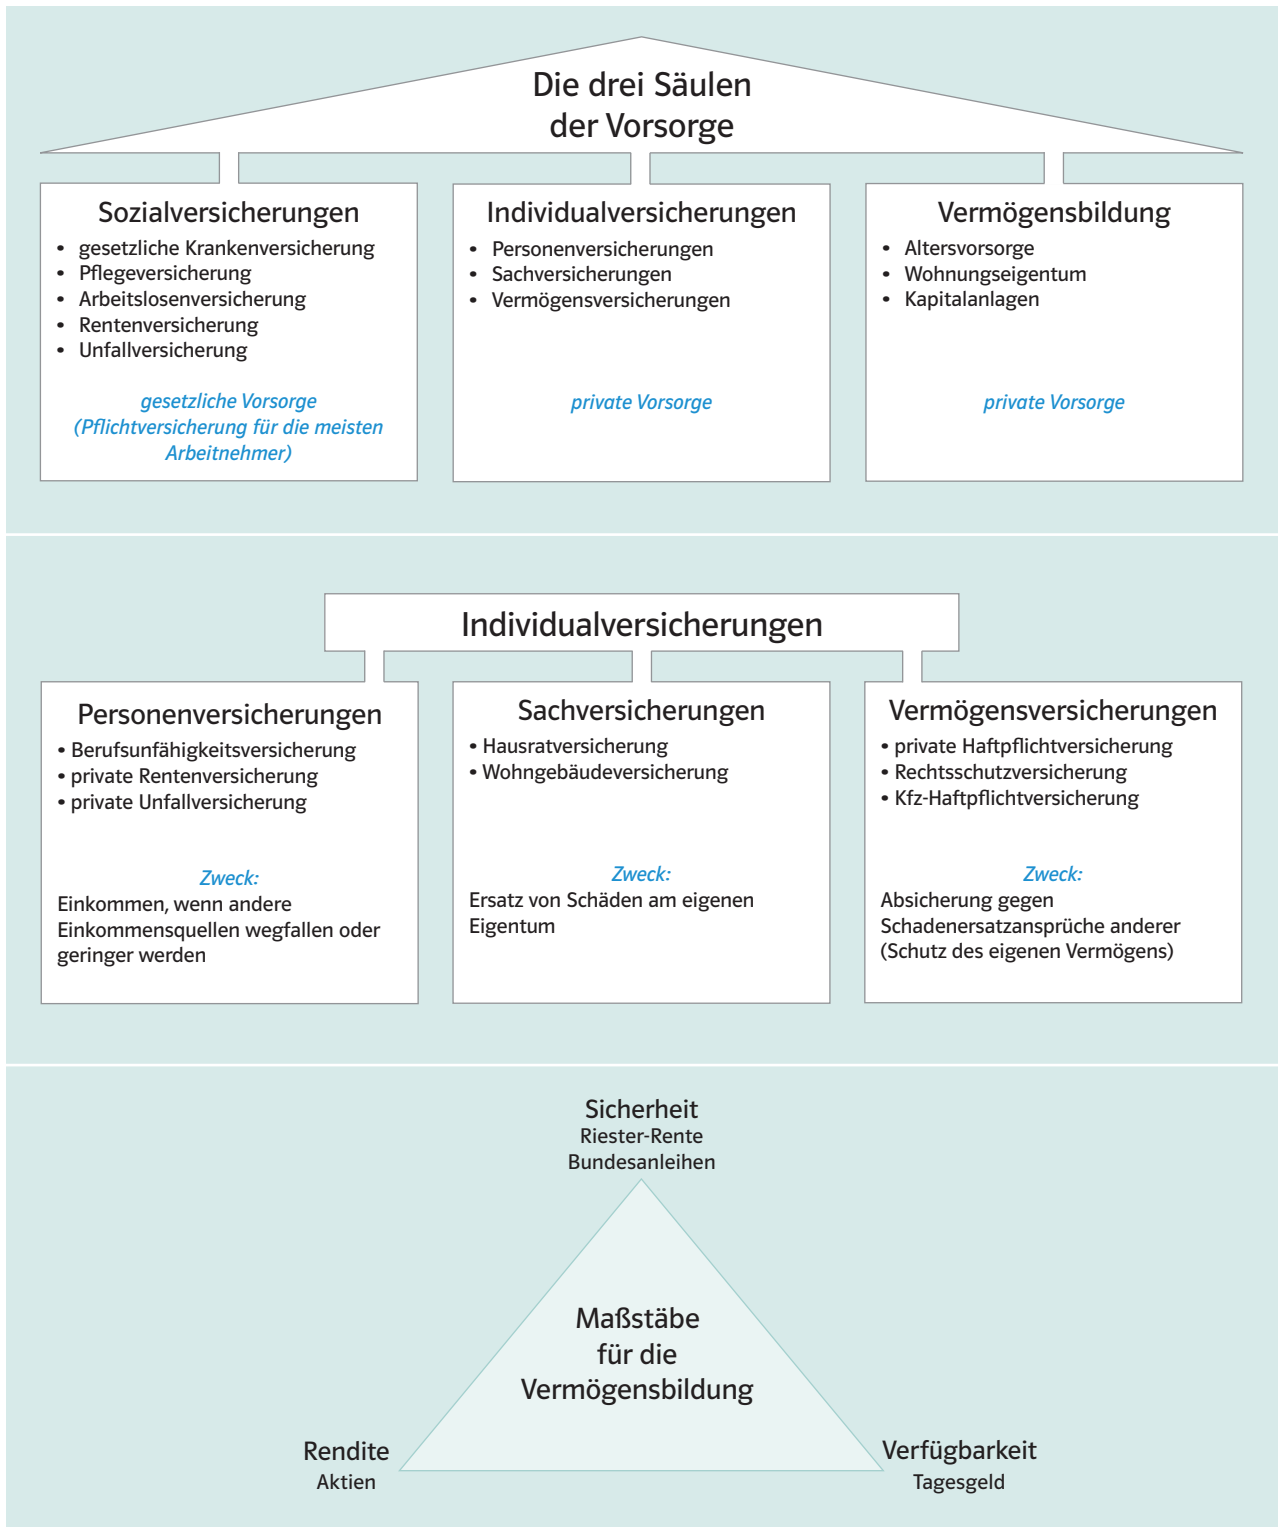 Die drei Säulen
der Vorsorge
Sozialversicherungen
• gesetzliche Krankenversicherung
• Pflegeversicherung
• Arbeitslosenversicherung
• Rentenversicherung
• Unfallversicherung
gesetzliche Vorsorge
(Pflichtversicherung für die meisten
Arbeitnehmer)
Individualversicherungen
• Personenversicherungen
• Sachversicherungen
• Vermögensversicherungen
private Vorsorge
Vermögensbildung
• Altersvorsorge
• Wohnungseigentum
• Kapitalanlagen
private Vorsorge
Individualversicherungen
Personenversicherungen
• Berufsunfähigkeitsversicherung
• private Rentenversicherung
• private Unfallversicherung
Zweck:
Einkommen, wenn andere
Einkommensquellen wegfallen oder
geringer werden
Sachversicherungen
• Hausratversicherung
• Wohngebäudeversicherung
Zweck:
Ersatz von Schäden am eigenen
Eigentum
Vermögensversicherungen
• private Haftpflichtversicherung
• Rechtsschutzversicherung
• Kfz-Haftpflichtversicherung
Zweck:
Absicherung gegen
Schadenersatzansprüche anderer
(Schutz des eigenen Vermögens)
Sicherheit
Riester-Rente
Bundesanleihen
Maßstäbe
für die
Vermögensbildung
Rendite
Aktien
Verfügbarkeit
Tagesgeld